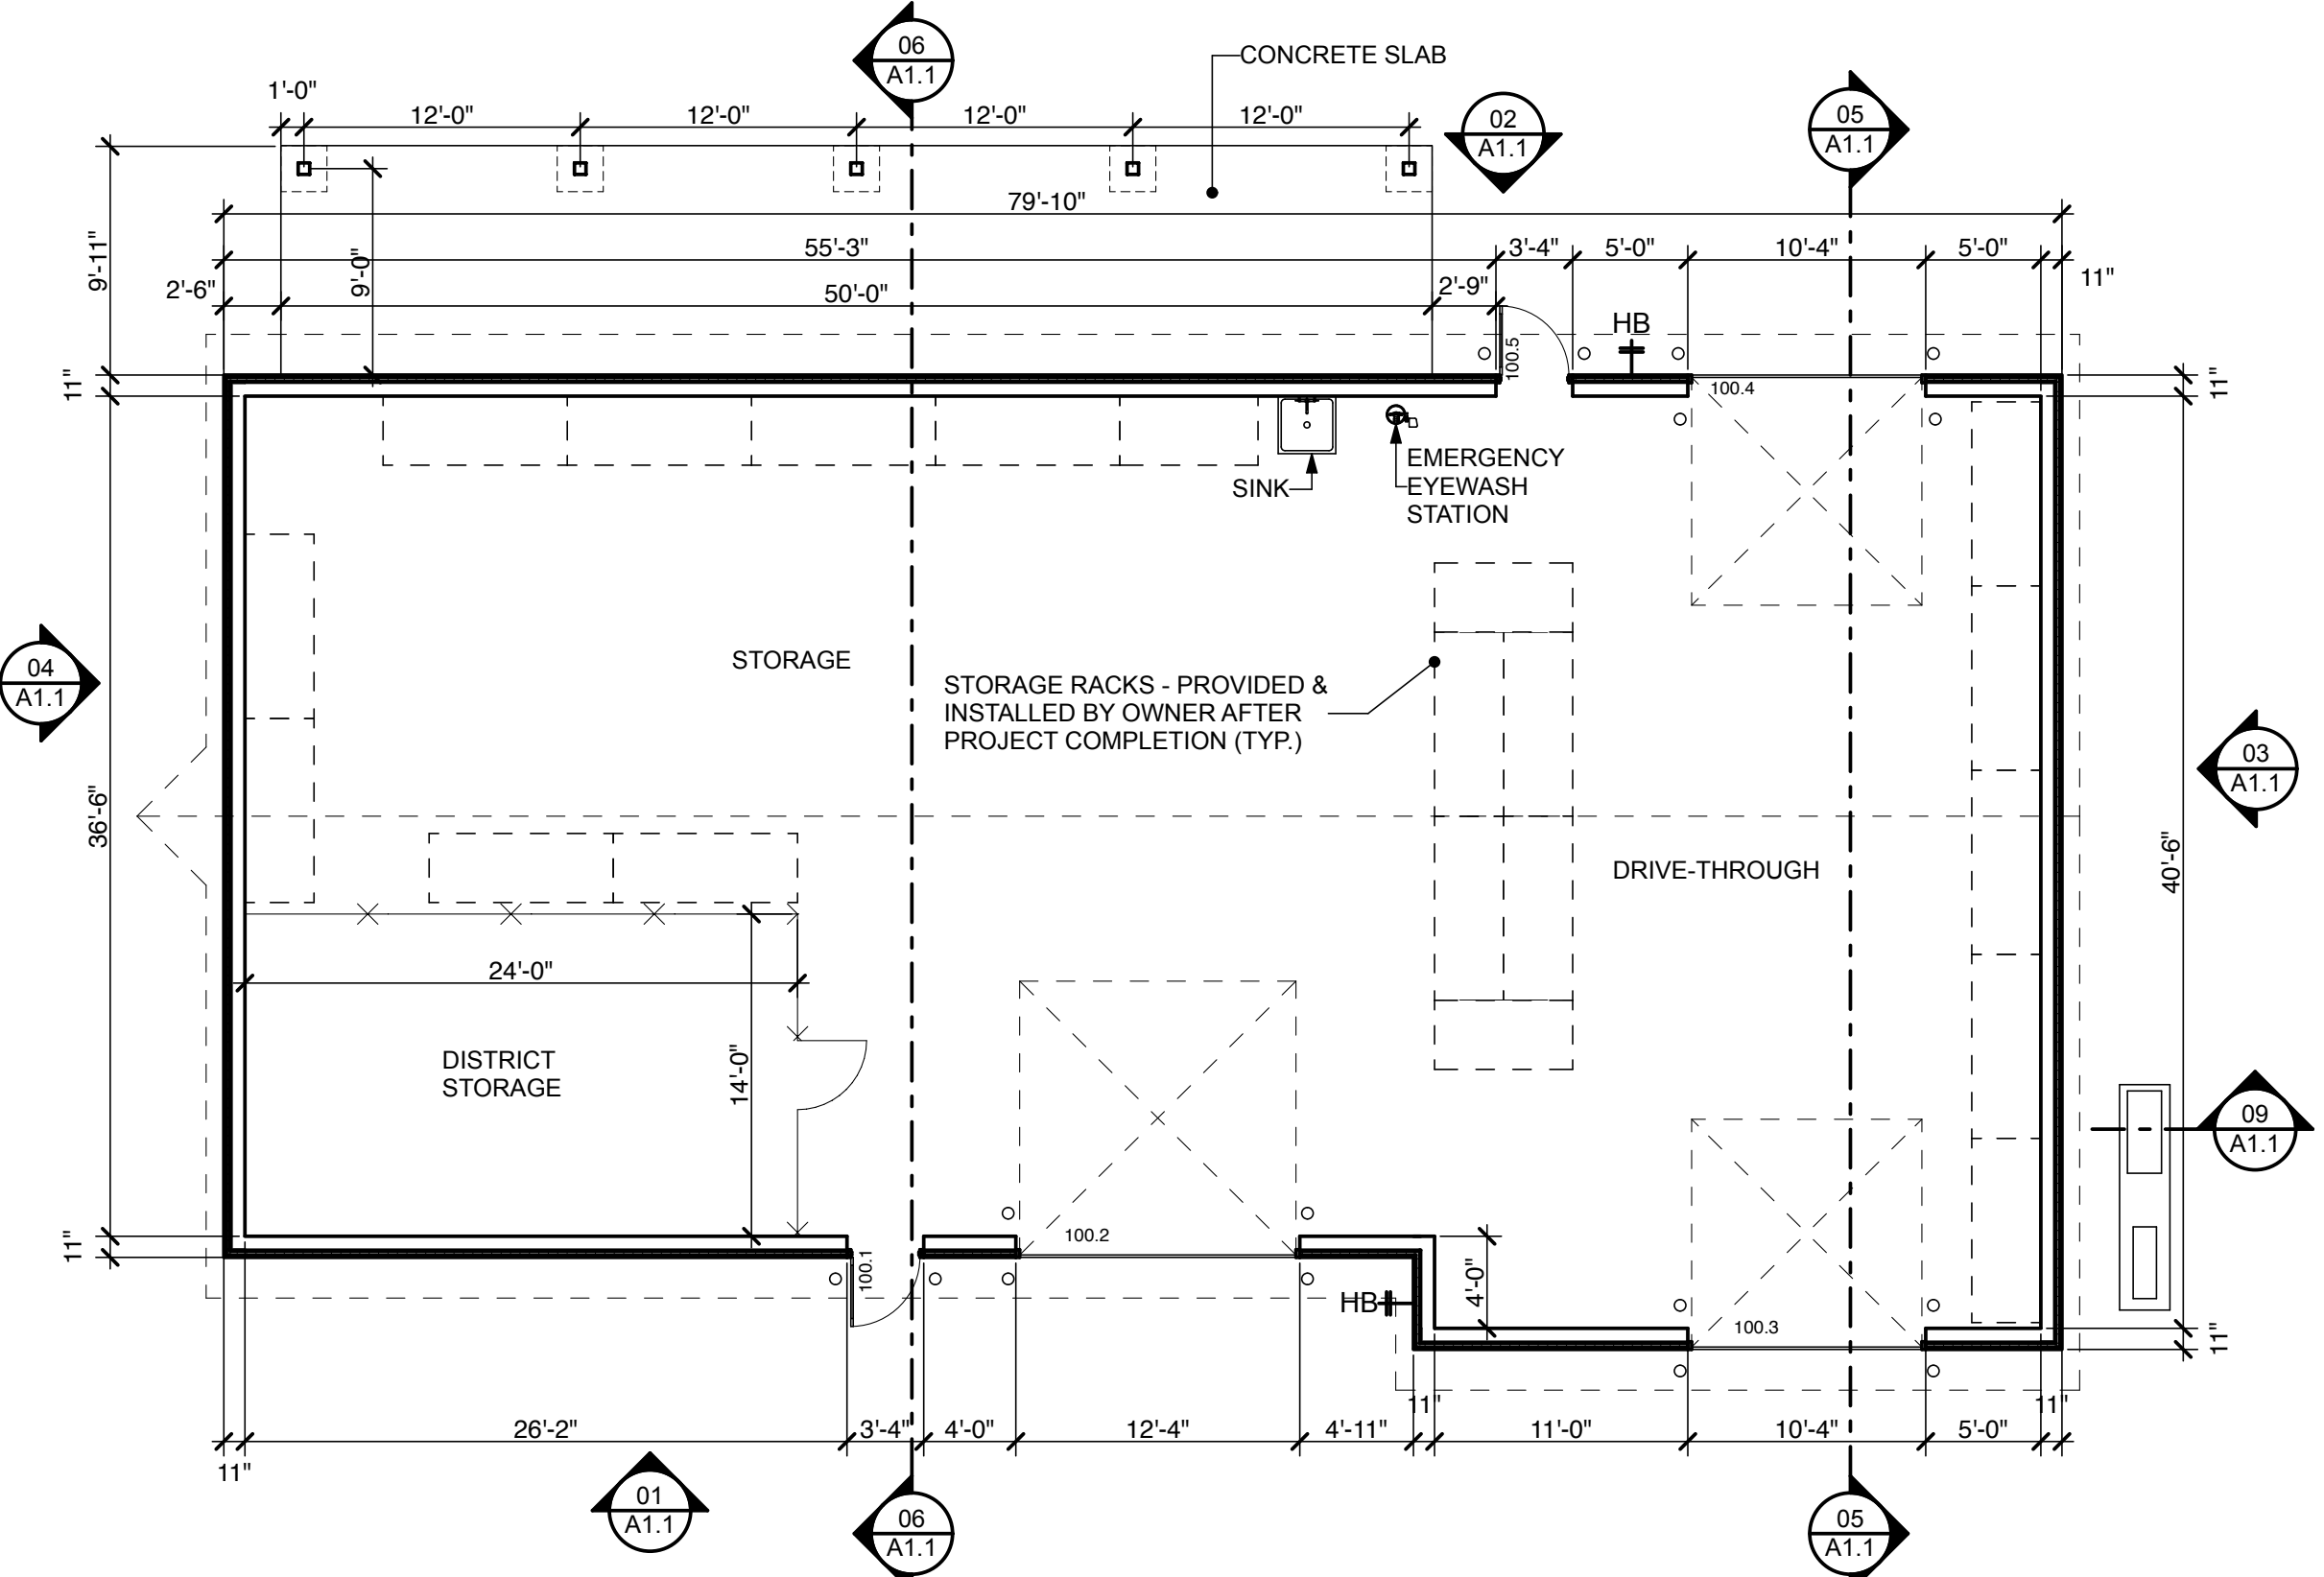 06
A1.1
CONCRETE SLAB
02
A1.1
05
A1.1
1'-0"
12'-0"
12'-0"
12'-0"
12'-0"
79'-10"
9'-11"
9'-0"
55'-3"
3'-4"
5'-0"
10'-4"
5'-0"
11"
2'-6"
50'-0"
2'-9"
HB
100.5
100.4
11"
11"
SINK
EMERGENCY
EYEWASH
STATION
04
A1.1
STORAGE
STORAGE RACKS - PROVIDED &
INSTALLED BY OWNER AFTER
PROJECT COMPLETION (TYP.)
03
A1.1
36'-6"
40'-6"
DRIVE-THROUGH
24'-0"
DISTRICT
STORAGE
14'-0"
09
A1.1
100.2
100.1
11"
HB
4'-0"
100.3
11"
11"
26'-2"
3'-4"
4'-0"
12'-4"
4'-11"
11"
11'-0"
10'-4"
5'-0"
11"
01
A1.1
06
A1.1
05
A1.1